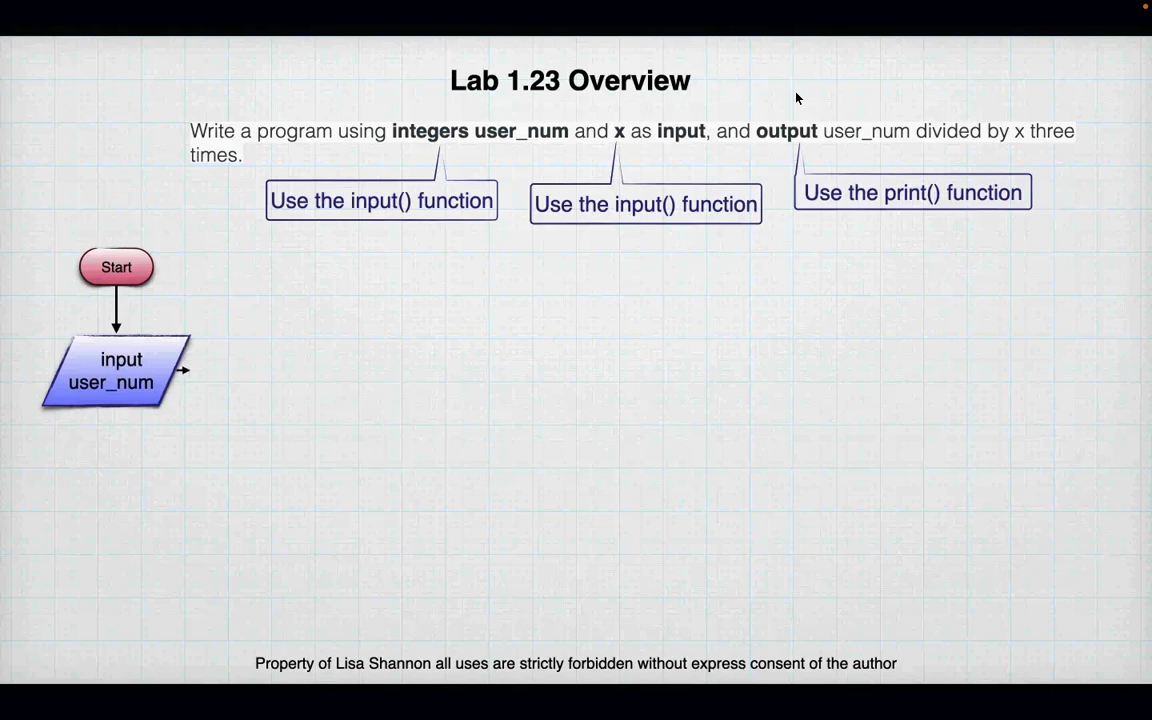 Lab 1.23 Overview
Write a program using integers user_num and x as input, and output user_num divided by x three
times.
Use the input() function
Use the input() function
Use the print() function
Start
input
user_num
Property of Lisa Shannon all uses are strictly forbidden without express consent of the author